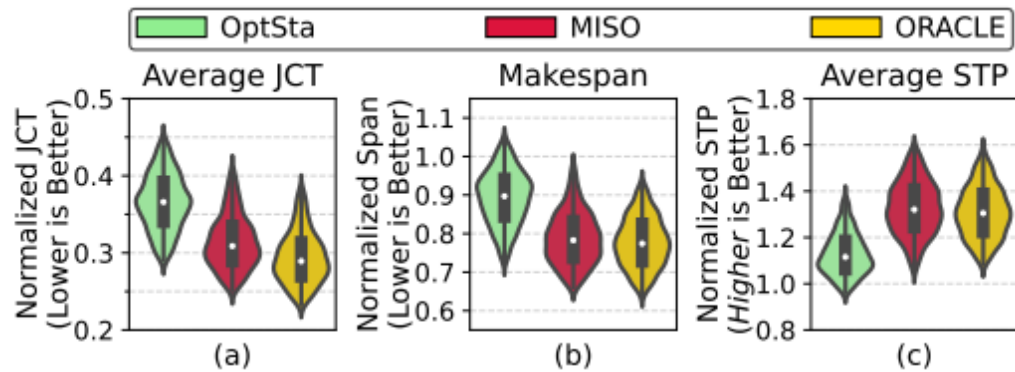 OptSta MISO ORACLE
Average JCT Makespan Average STP
Normalized JCT
(Lower is Better)
0.5
0.4
0.3
0.2
(a)
Normalized Span
(Lower is Better)
1.1
1.0
0.9
0.8
0.7
0.6
(b)
Normalized STP
(Higher is Better)
1.8
1.6
1.4
1.2
1.0
0.8
(c)